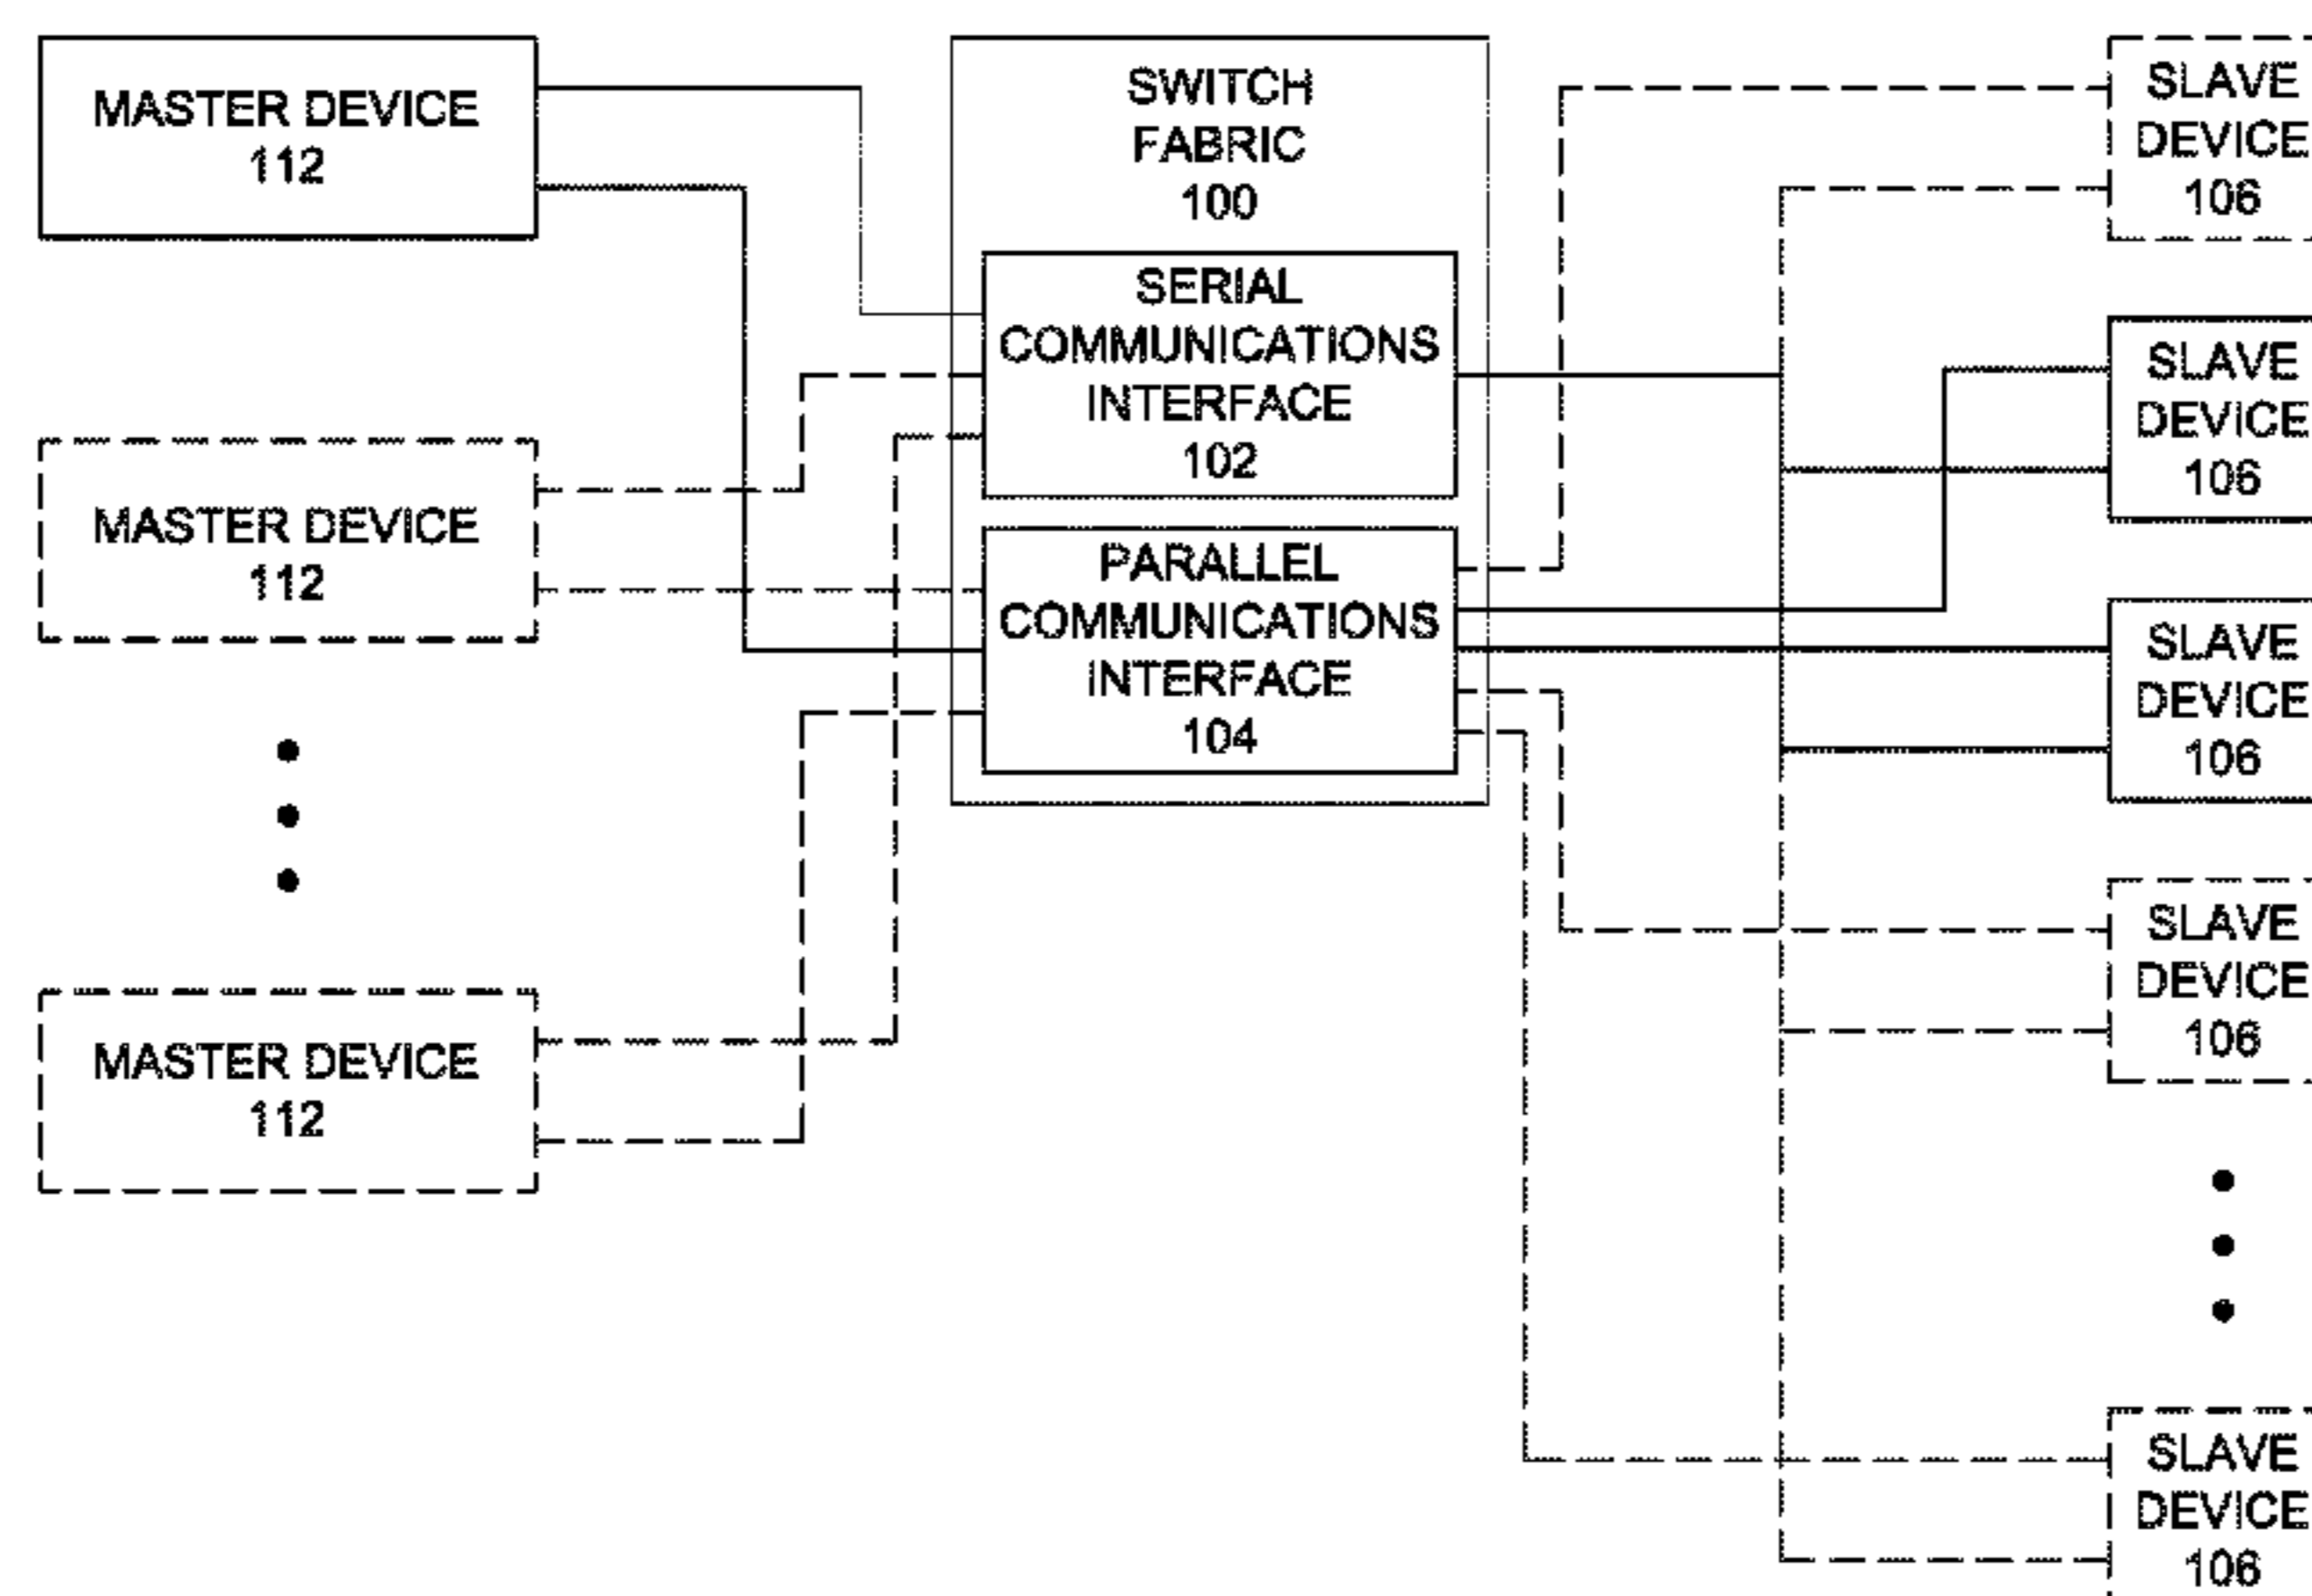 MASTER DEVICE
112
MASTER DEVICE
112
MASTER DEVICE
112
SWITCH
FABRIC
100
SERIAL
COMMUNICATIONS
INTERFACE
102
PARALLEL
COMMUNICATIONS
INTERFACE
104
SLAVE
DEVICE
106
SLAVE
DEVICE
106
SLAVE
DEVICE
106
SLAVE
DEVICE
106
SLAVE
DEVICE
106